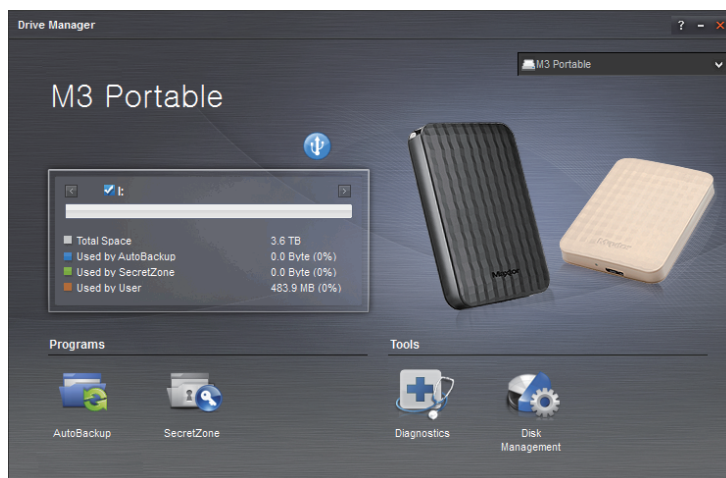 Drive Manager
? - ×
M3 Portable
M3 Portable
I:
Total Space 3.6 TB
Used by AutoBackup 0.0 Byte (0%)
Used by SecretZone 0.0 Byte (0%)
Used by User 483.9 MB (0%)
Maxtor
Maxtor
Programs
Tools
AutoBackup
SecretZone
Diagnostics
Disk
Management